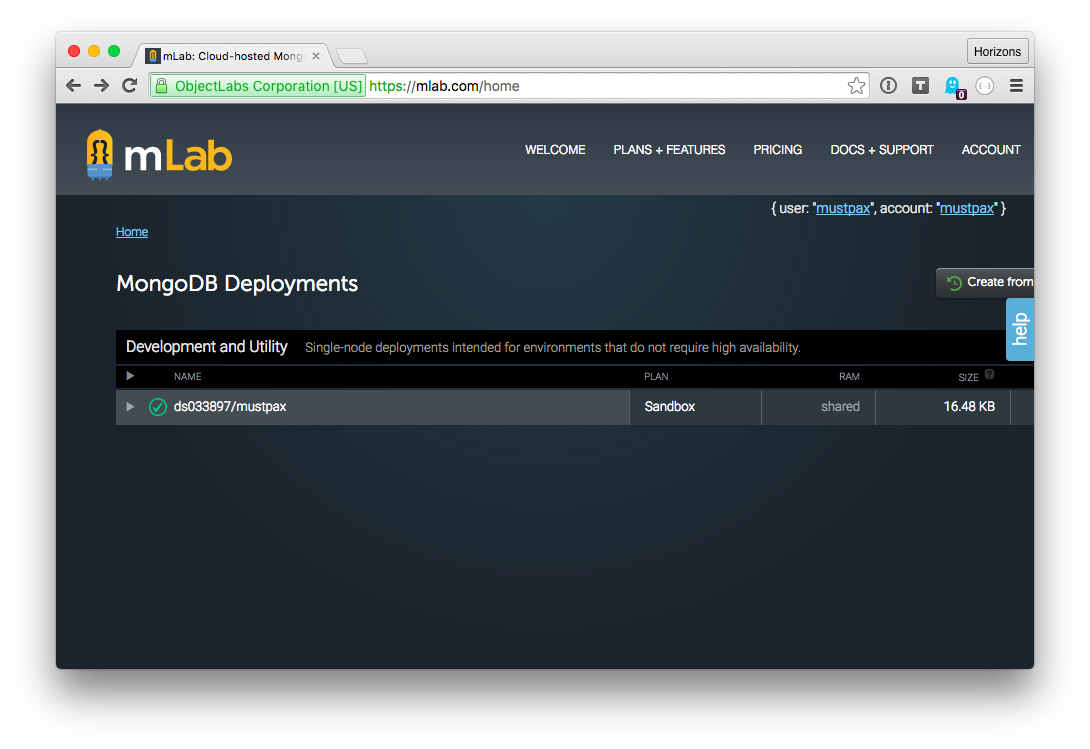 mLab: Cloud-hosted Mong
Horizons
ObjectLabs Corporation [US] https://mlab.com/home
T
0
mLab
WELCOME PLANS + FEATURES PRICING DOCS + SUPPORT ACCOUNT
{ user: "mustpax", account: "mustpax" }
Home
MongoDB Deployments
Create from
help
Development and Utility Single-node deployments intended for environments that do not require high availability.
NAME PLAN RAM SIZE ?
ds033897/mustpax Sandbox shared 16.48 KB